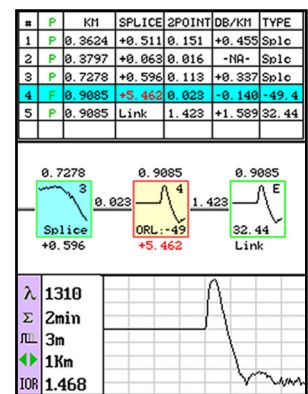 # P KM SPLICE 2POINT DB/KM TYPE
1 P 0.3624 +0.511 0.151 +0.455 Splc
2 P 0.3797 +0.063 0.016 -NA- Splc
3 P 0.7278 +0.596 0.113 +0.337 Splc
4 F 0.9085 +5.462 0.023 -0.140 -49.4
5 P 0.9085 Link 1.423 +1.589 32.44
0.7278 0.9085 0.9085
3 4 E
0.023 1.423
Splice ORL:-49 32.44
+0.596 +5.462 Link
λ 1310
Σ 2min
3m
1Km
IOR 1.468